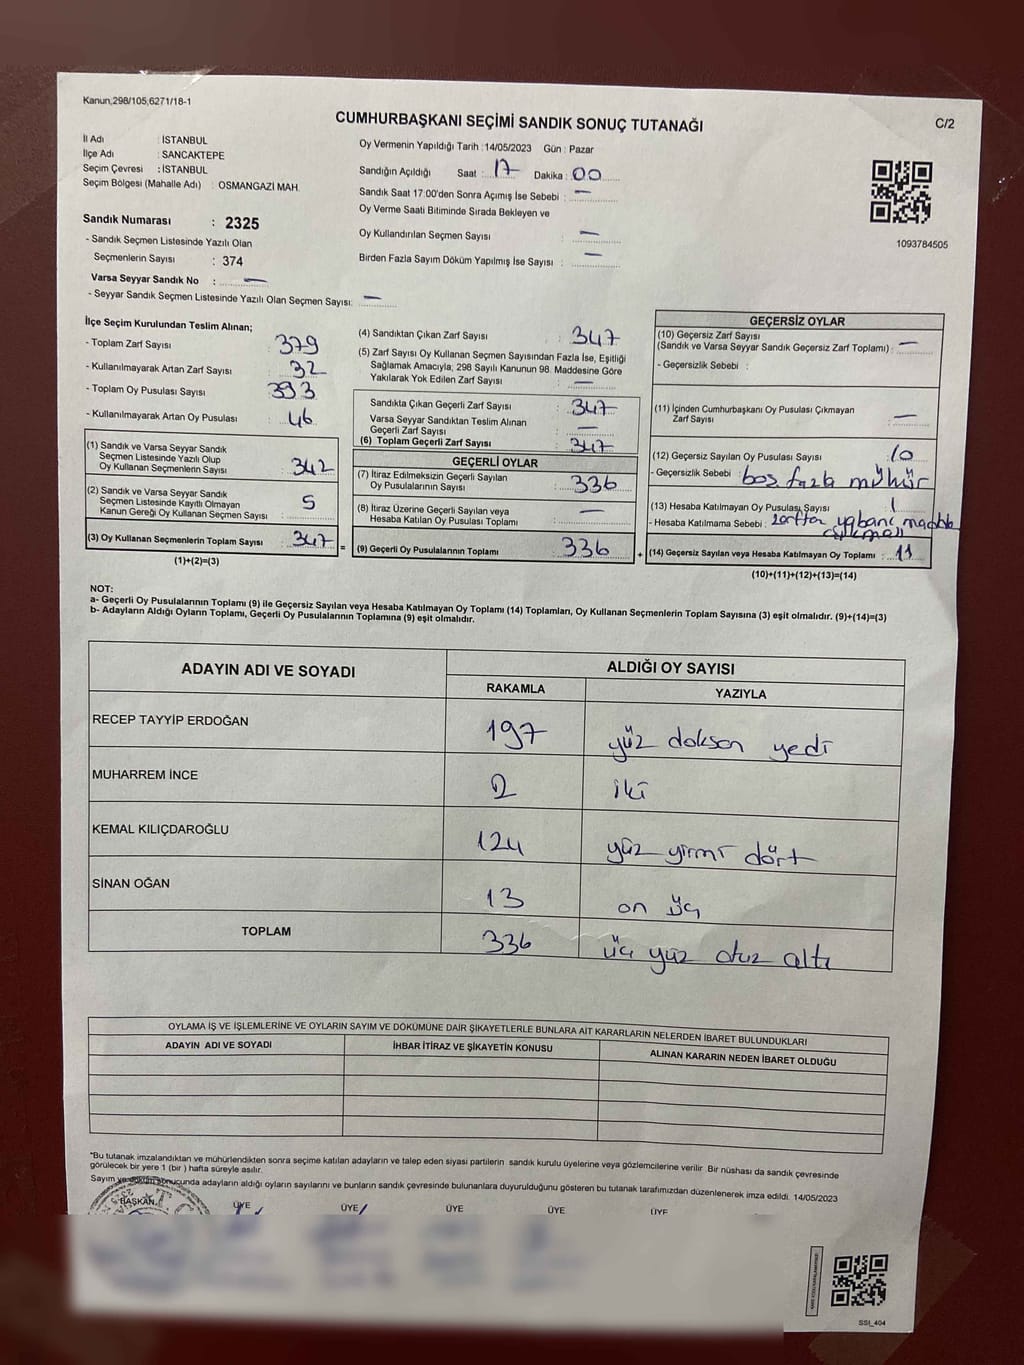 Kanun;298/105,6271/18-1
CUMHURBAŞKANI SEÇİMİ SANDIK SONUÇ TUTANAĞI
C/2
İl Adı : İSTANBUL
İlçe Adı : SANCAKTEPE
Seçim Çevresi : İSTANBUL
Seçim Bölgesi (Mahalle Adı) : OSMANGAZİ MAH.
Sandık Numarası : 2325
- Sandık Seçmen Listesinde Yazılı Olan
Seçmenlerin Sayısı : 374
Varsa Seyyar Sandık No : —
- Seyyar Sandık Seçmen Listesinde Yazılı Olan Seçmen Sayısı: —
Oy Vermenin Yapıldığı Tarih : 14/05/2023 Gün : Pazar
Sandığın Açıldığı Saat : 17 Dakika : 00
Sandık Saat 17:00'den Sonra Açımış İse Sebebi : —
Oy Verme Saati Bitiminde Sırada Bekleyen ve
Oy Kullandırılan Seçmen Sayısı : —
Birden Fazla Sayım Döküm Yapılmış İse Sayısı : —
1093784505
İlçe Seçim Kurulundan Teslim Alınan;
- Toplam Zarf Sayısı : 379
- Kullanılmayarak Artan Zarf Sayısı : 32
- Toplam Oy Pusulası Sayısı : 393
- Kullanılmayarak Artan Oy Pusulası : 46
(1) Sandık ve Varsa Seyyar Sandık
Seçmen Listesinde Yazılı Olup
Oy Kullanan Seçmenlerin Sayısı : 342
(2) Sandık ve Varsa Seyyar Sandık
Seçmen Listesinde Kayıtlı Olmayan
Kanun Gereği Oy Kullanan Seçmen Sayısı : 5
(3) Oy Kullanan Seçmenlerin Toplam Sayısı : 347 =
(1)+(2)=(3)
(4) Sandıktan Çıkan Zarf Sayısı : 347
(5) Zarf Sayısı Oy Kullanan Seçmen Sayısından Fazla İse, Eşitliği
Sağlamak Amacıyla, 298 Sayılı Kanunun 98. Maddesine Göre
Yakılarak Yok Edilen Zarf Sayısı : —
Sandıkta Çıkan Geçerli Zarf Sayısı : 347
Varsa Seyyar Sandıktan Teslim Alınan
Geçerli Zarf Sayısı : —
(6) Toplam Geçerli Zarf Sayısı : 347
GEÇERLİ OYLAR
(7) İtiraz Edilmeksizin Geçerli Sayılan
Oy Pusulalarının Sayısı : 336
(8) İtiraz Üzerine Geçerli Sayılan veya
Hesaba Katılan Oy Pusulası Toplamı : —
(9) Geçerli Oy Pusulalarının Toplamı : 336 +
GEÇERSİZ OYLAR
(10) Geçersiz Zarf Sayısı
(Sandık ve Varsa Seyyar Sandık Geçersiz Zarf Toplamı) : —
- Geçersizlik Sebebi :
(11) İçinden Cumhurbaşkanı Oy Pusulası Çıkmayan
Zarf Sayısı : —
(12) Geçersiz Sayılan Oy Pusulası Sayısı : 10
- Geçersizlik Sebebi : boş fazla mühür
(13) Hesaba Katılmayan Oy Pusulası Sayısı : 1
- Hesaba Katılmama Sebebi : zarftan yabancı madde
çıkması
(14) Geçersiz Sayılan veya Hesaba Katılmayan Oy Toplamı : 11
(10)+(11)+(12)+(13)=(14)
NOT:
a- Geçerli Oy Pusulalarının Toplamı (9) ile Geçersiz Sayılan veya Hesaba Katılmayan Oy Toplamı (14) Toplamları, Oy Kullanan Seçmenlerin Toplam Sayısına (3) eşit olmalıdır. (9)+(14)=(3)
b- Adayların Aldığı Oyların Toplamı, Geçerli Oy Pusulalarının Toplamına (9) eşit olmalıdır.
ADAYIN ADI VE SOYADI
ALDIĞI OY SAYISI
RAKAMLA YAZIYLA
RECEP TAYYİP ERDOĞAN 197 yüz doksan yedi
MUHARREM İNCE 2 iki
KEMAL KILIÇDAROĞLU 124 yüz yirmi dört
SİNAN OĞAN 13 on üç
TOPLAM 336 üç yüz otuz altı
OYLAMA İŞ VE İŞLEMLERİNE VE OYLARIN SAYIM VE DÖKÜMÜNE DAİR ŞİKAYETLERLE BUNLARA AİT KARARLARIN NELERDEN İBARET BULUNDUKLARI
ADAYIN ADI VE SOYADI İHBAR İTİRAZ VE ŞİKAYETİN KONUSU ALINAN KARARIN NEDEN İBARET OLDUĞU
"Bu tutanak imzalandıktan ve mühürlendikten sonra seçime katılan adayların ve talep eden siyasi partilerin sandık kurulu üyelerine veya gözlemcilerine verilir Bir nüshası da sandık çevresinde
görülecek bir yere 1 (bir ) hafta süreyle asılır.
Sayım ve döküm sonucunda adayların aldığı oyların sayılarını ve bunların sandık çevresinde bulunanlara duyurulduğunu gösteren bu tutanak tarafımızdan düzenlenerek imza edildi. 14/05/2023
BAŞKAN ÜYE ÜYE ÜYE ÜYE ÜYE
SSI_404